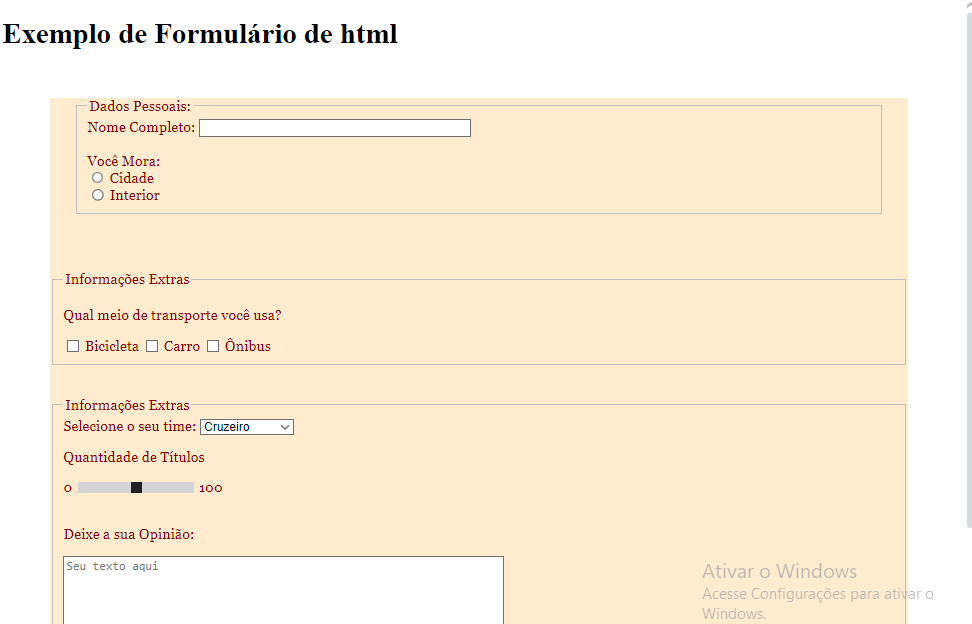 Exemplo de Formulário de html
Dados Pessoais:
Nome Completo:
Você Mora:
Cidade
Interior
Informações Extras
Qual meio de transporte você usa?
Bicicleta Carro Ônibus
Informações Extras
Selecione o seu time: Cruzeiro
Quantidade de Títulos
0 100
Deixe a sua Opinião:
Seu texto aqui
Ativar o Windows
Acesse Configurações para ativar o
Windows.